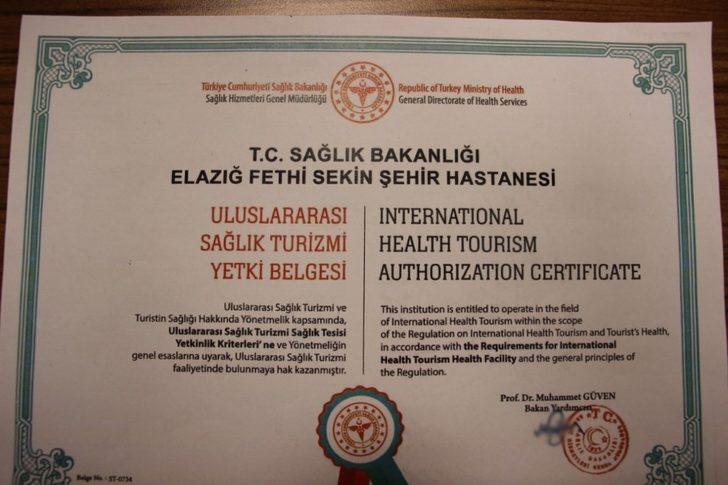 Türkiye Cumhuriyeti Sağlık Bakanlığı
Sağlık Hizmetleri Genel Müdürlüğü
Republic of Turkey Ministry of Health
General Directorate of Health Services
T.C. SAĞLIK BAKANLIĞI
ELAZIĞ FETHİ SEKİN ŞEHİR HASTANESİ
ULUSLARARASI
SAĞLIK TURİZMİ
YETKİ BELGESİ
INTERNATIONAL
HEALTH TOURISM
AUTHORIZATION CERTIFICATE
Uluslararası Sağlık Turizmi ve
Turistin Sağlığı Hakkında Yönetmelik kapsamında,
Uluslararası Sağlık Turizmi Sağlık Tesisi
Yetkinlik Kriterleri'ne ve Yönetmeliğin
genel esaslarına uyarak, Uluslararası Sağlık Turizmi
faaliyetinde bulunmaya hak kazanmıştır.
This institution is entitled to operate in the field
of International Health Tourism within the scope
of the Regulation on International Health Tourism and Tourist's Health,
in accordance with the Requirements for International
Health Tourism Health Facility and the general principles of
the Regulation.
Prof. Dr. Muhammet GÜVEN
Bakan Yardımcısı
Belge No. - ST-0734